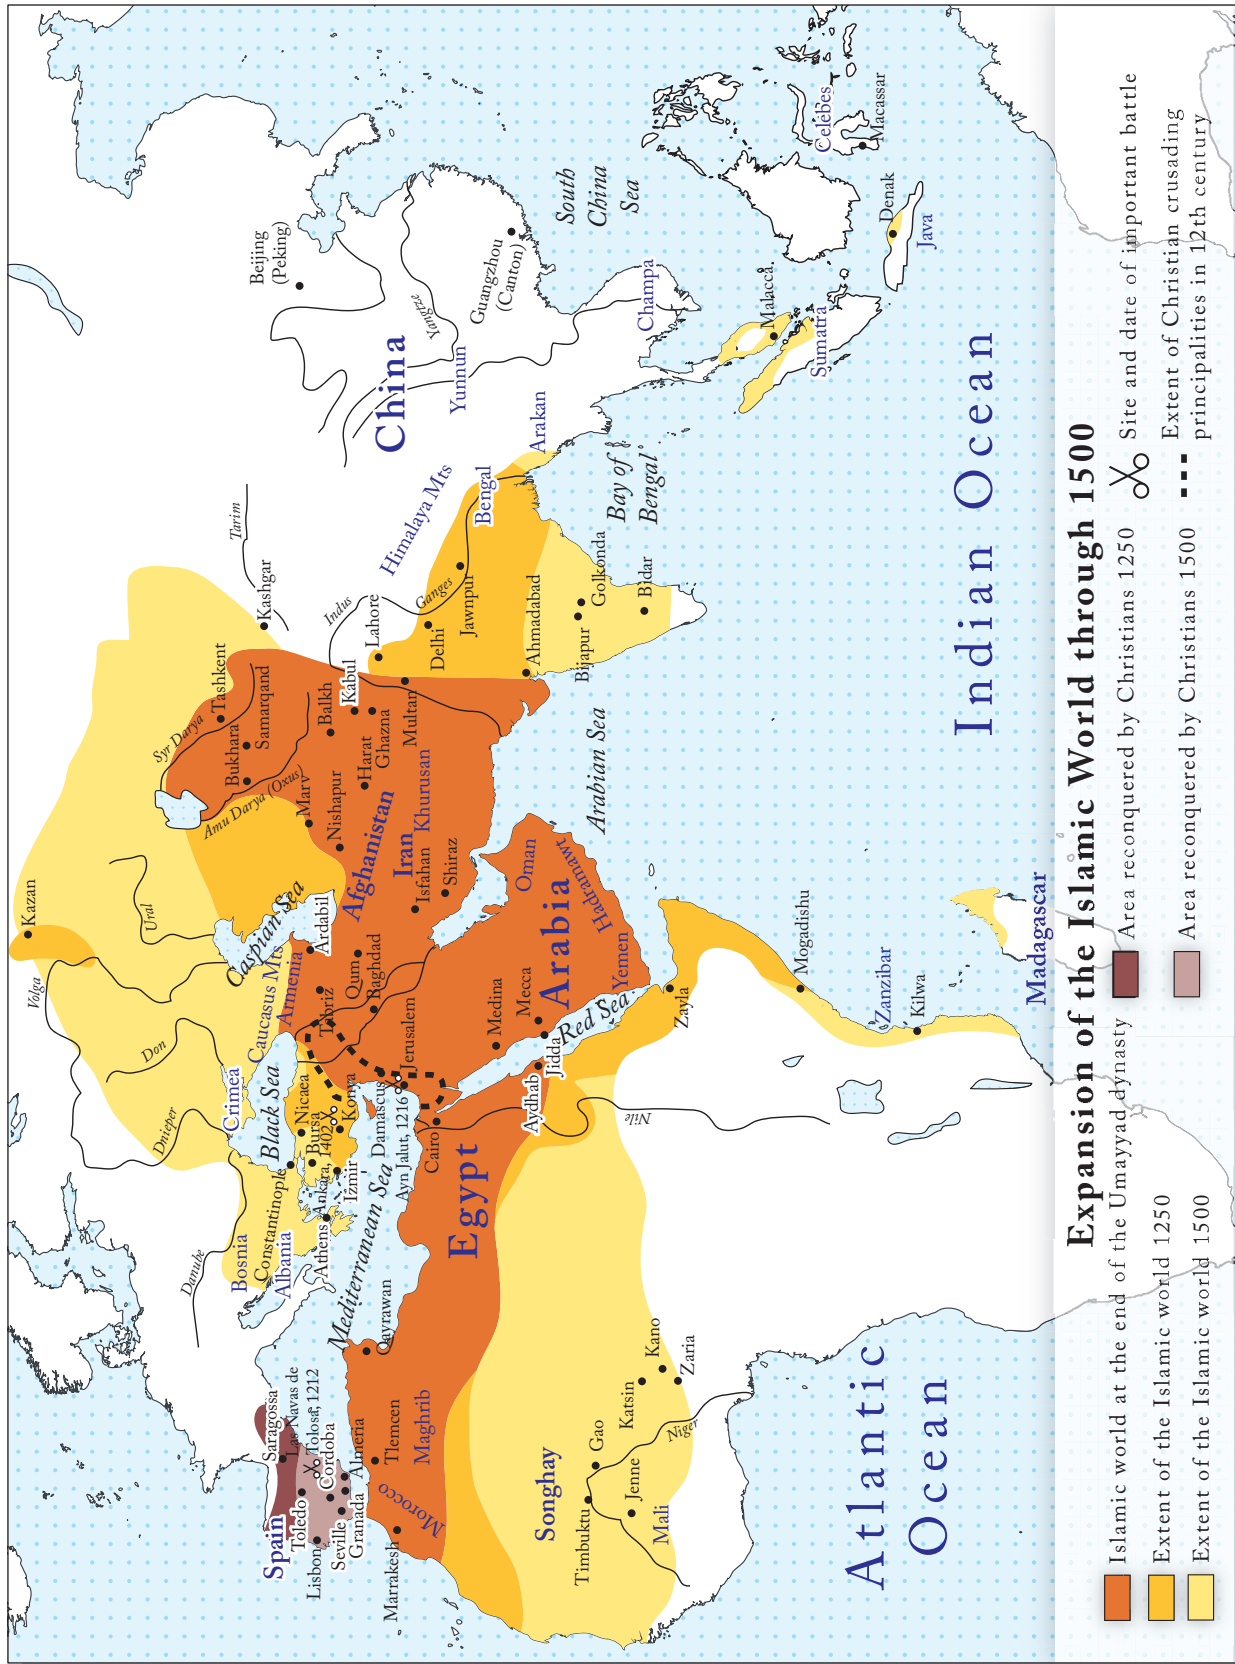 Expansion of the Islamic World through 1500
Islamic world at the end of the Umayyad dynasty
Extent of the Islamic world 1250
Extent of the Islamic world 1500
Area reconquered by Christians 1250
Area reconquered by Christians 1500
Site and date of important battle
Extent of Christian crusading
principalities in 12th century
Atlantic
Ocean
Indian Ocean
Spain
Saragossa
Las Navas de
Tolosa, 1212
Toledo
Lisbon
Cordoba
Seville
Granada
Almeria
Marrakesh
Morocco
Tlemcen
Maghrib
Qayrawan
Mediterranean Sea
Songhay
Timbuktu
Gao
Jenne
Mali
Niger
Katsin
Kano
Zaria
Danube
Bosnia
Albania
Constantinople
Athens
Ankara, 1402
Bursa
Nicaea
Izmir
Konya
Black Sea
Crimea
Dnieper
Don
Volga
Kazan
Ural
Caucasus Mts
Armenia
Caspian Sea
Ardabil
Tibriz
Qum
Baghdad
Damascus
Ayn Jalut, 1216
Jerusalem
Cairo
Egypt
Aydhab
Nile
Red Sea
Medina
Mecca
Jidda
Arabia
Yemen
Hadramawt
Oman
Zayla
Mogadishu
Zanzibar
Kilwa
Madagascar
Arabian Sea
Iran
Isfahan
Shiraz
Khurusan
Afghanistan
Nishapur
Marv
Harat
Ghazna
Balkh
Kabul
Multan
Amu Darya (Oxus)
Syr Darya
Bukhara
Samarqand
Tashkent
Kashgar
Tarim
Indus
Lahore
Delhi
Ganges
Jawnpur
Himalaya Mts
Ahmadabad
Bijapur
Golkonda
Bidar
Bengal
Bay of
Bengal
Arakan
China
Yunnun
Yangtze
Beijing
(Peking)
Guangzhou
(Canton)
South
China
Sea
Champa
Malacca
Sumatra
Denak
Java
Celebes
Macassar